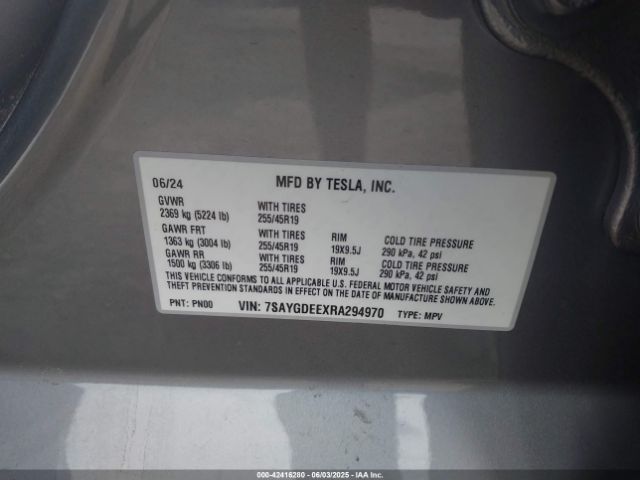 06/24 MFD BY TESLA, INC.
GVWR WITH TIRES
2369 kg (5224 lb) 255/45R19
GAWR FRT WITH TIRES RIM COLD TIRE PRESSURE
1363 kg (3004 lb) 255/45R19 19X9.5J 290 kPa, 42 psi
GAWR RR WITH TIRES RIM COLD TIRE PRESSURE
1500 kg (3306 lb) 255/45R19 19X9.5J 290 kPa, 42 psi
THIS VEHICLE CONFORMS TO ALL APPLICABLE U.S. FEDERAL MOTOR VEHICLE SAFETY AND
THEFT PREVENTION STANDARDS IN EFFECT ON THE DATE OF MANUFACTURE SHOWN ABOVE.
PNT: PN00 VIN: 7SAYGDEEXRA294970 TYPE: MPV
000-42416280 - 06/03/2025 - IAAI.COM